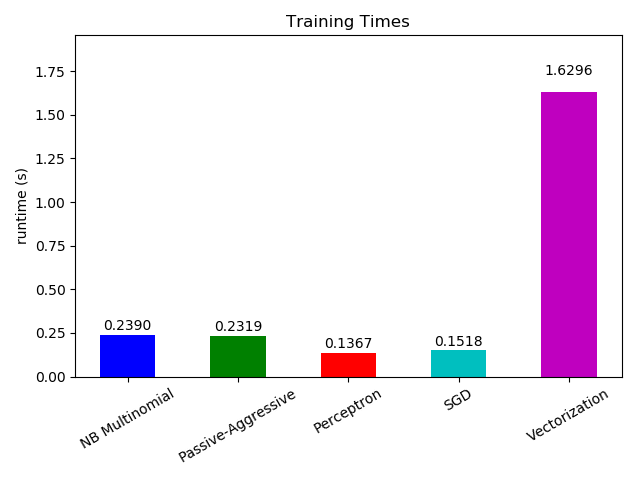 Training Times
runtime (s)
1.75
1.50
1.25
1.00
0.75
0.50
0.25
0.00
0.2390
0.2319
0.1367
0.1518
1.6296
NB Multinomial
Passive-Aggressive
Perceptron
SGD
Vectorization